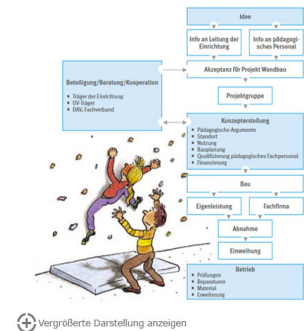 Idee
Info an Leitung der
Einrichtung
Info an pädagogi-
sches Personal
Akzeptanz für Projekt Wandbau
Beteiligung/Beratung/Kooperation
Träger der Einrichtung
UV-Träger
DAV, Fachverband
Projektgruppe
Konzepterstellung
Pädagogische Argumente
Standort
Nutzung
Bauplanung
Qualifizierung pädagogisches Fachpersonal
Finanzierung
Bau
Eigenleistung
Fachfirma
Abnahme
Einweihung
Betrieb
Prüfungen
Reparaturen
Material
Erweiterung
Vergrößerte Darstellung anzeigen